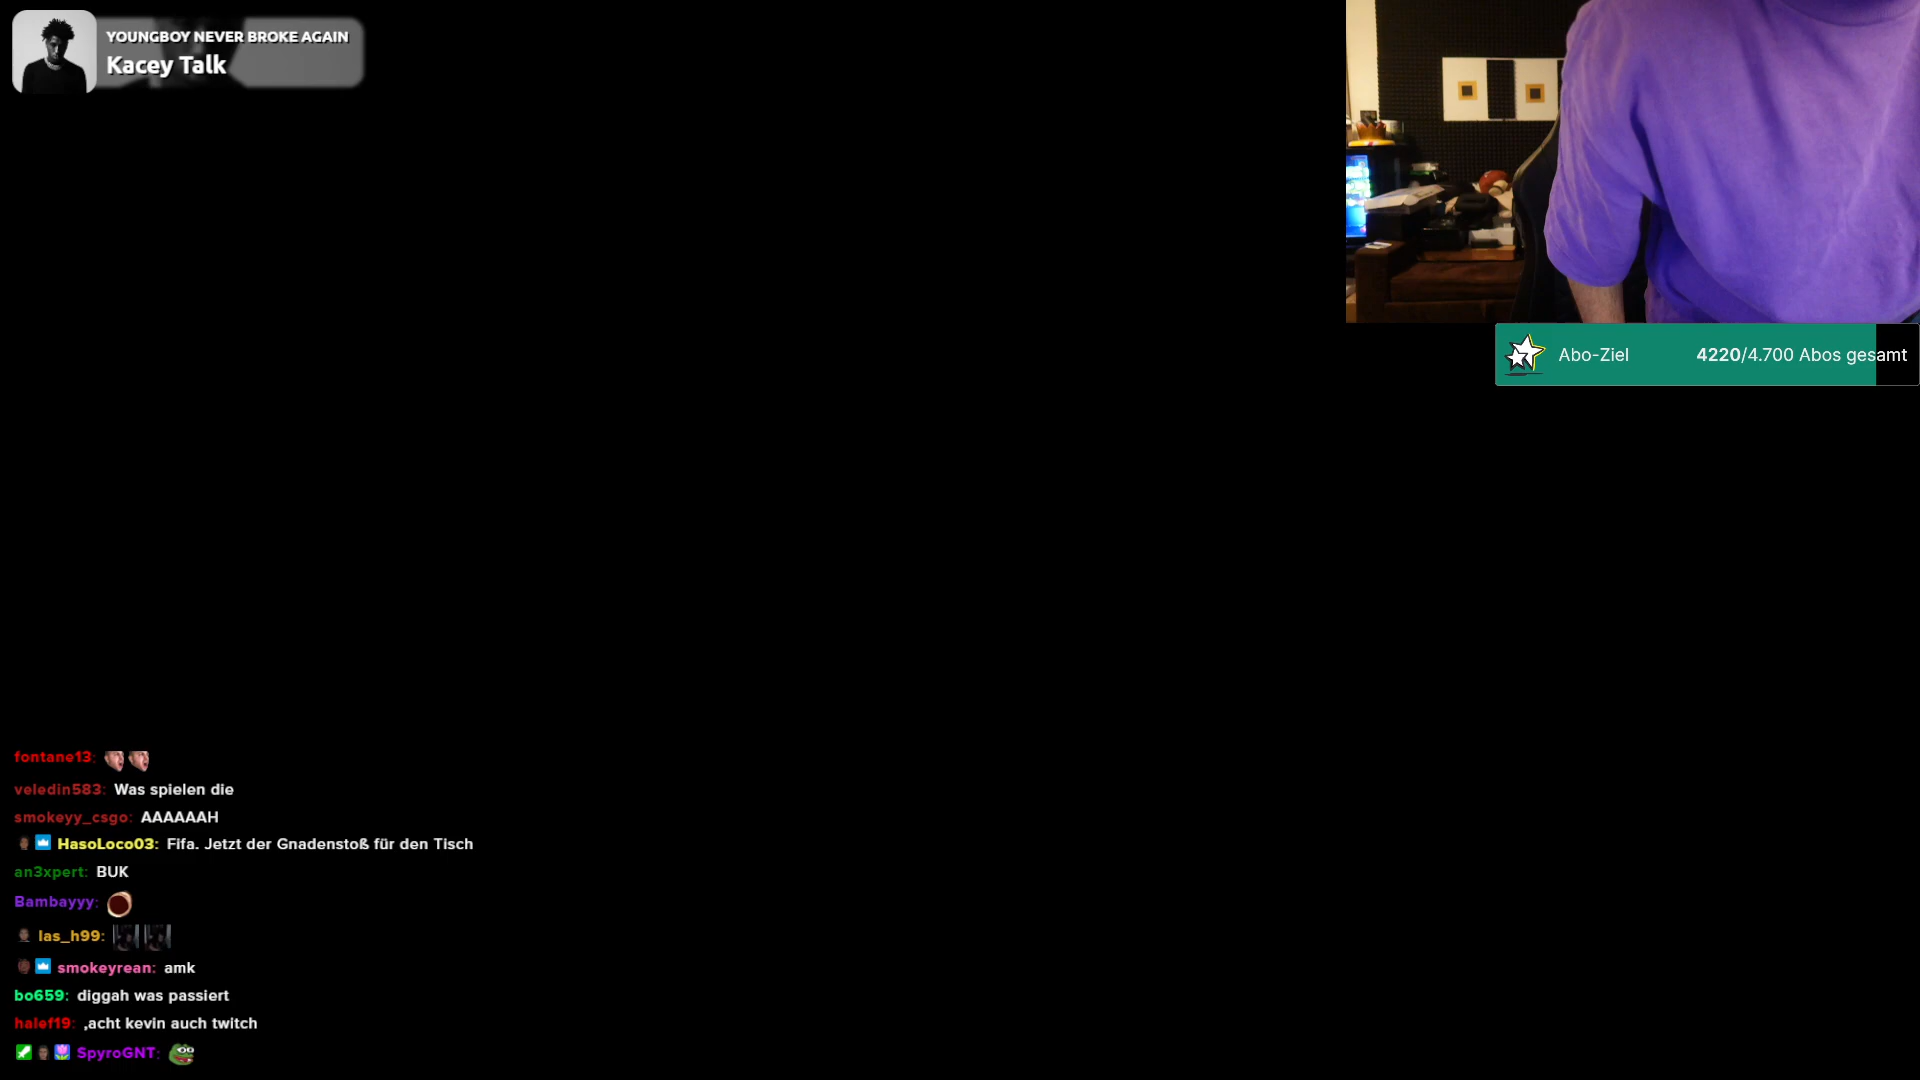 YOUNGBOY NEVER BROKE AGAIN
Kacey Talk
Abo-Ziel 4220/4.700 Abos gesamt
fontane13:
veledin583: Was spielen die
smokeyy_csgo: AAAAAAH
HasoLoco03: Fifa. Jetzt der Gnadenstoß für den Tisch
an3xpert: BUK
Bambayyy:
las_h99:
smokeyrean: amk
bo659: diggah was passiert
halef19: ,acht kevin auch twitch
SpyroGNT: